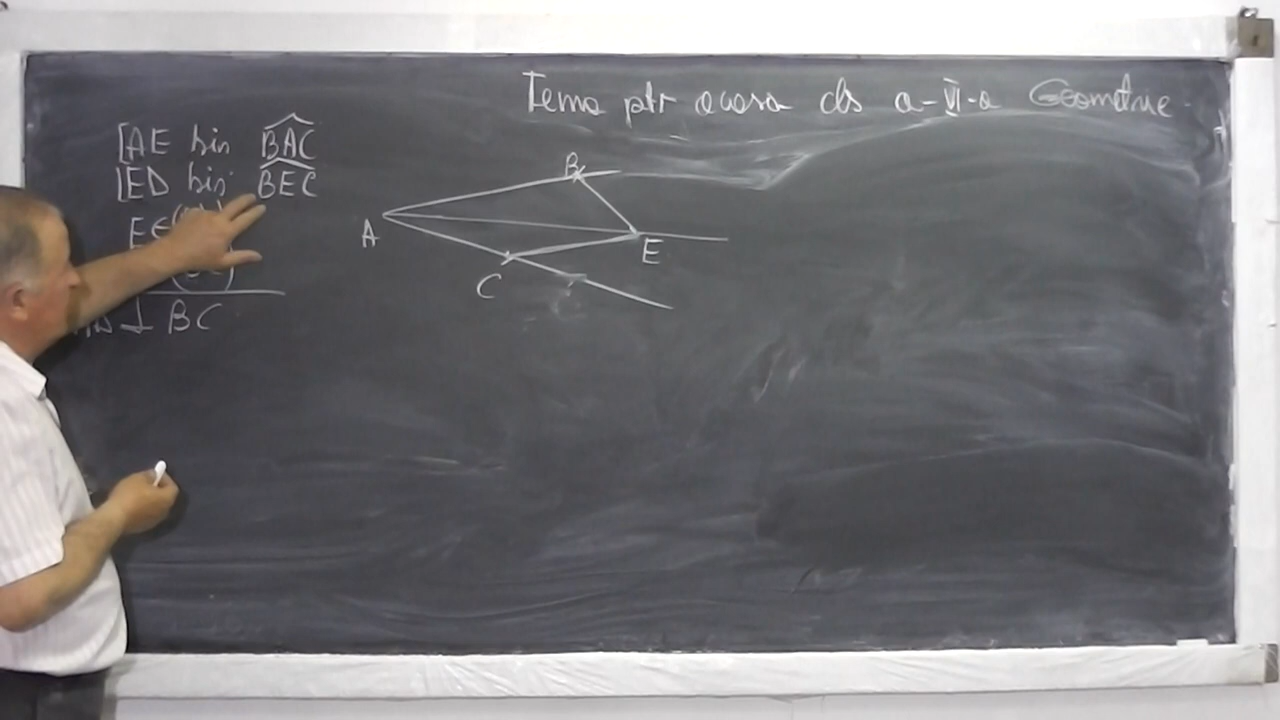 Tema ptr acasa cls a-VI-a Geometrie
[AE bis BAC
[ED bis BEC
E∈
⊥ BC
A
B
C
E